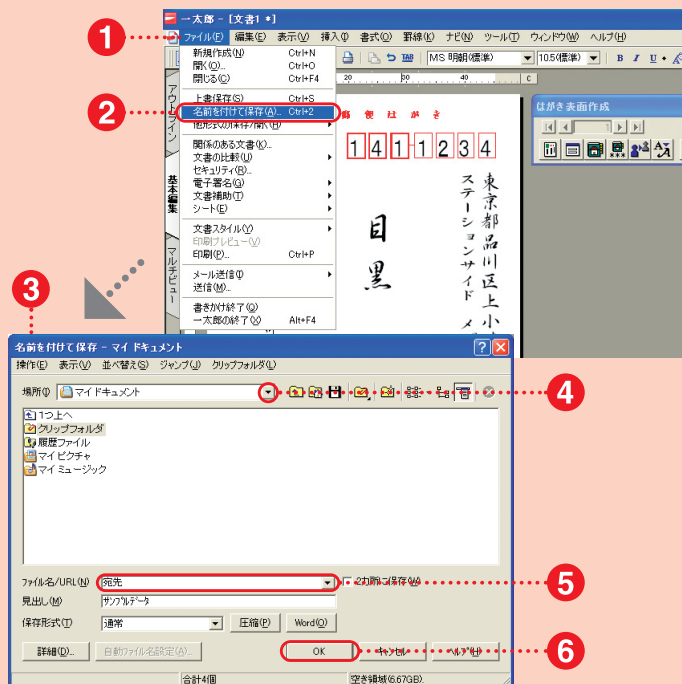 一太郎 - [文書1 *]
ファイル(F) 編集(E) 表示(V) 挿入(I) 書式(O) 罫線(K) ナビ(N) ツール(T) ウィンドウ(W) ヘルプ(H)
1
新規作成(N) Ctrl+N
開く(O)... Ctrl+O
閉じる(C) Ctrl+F4
上書保存(S) Ctrl+S
2
名前を付けて保存(A)... Ctrl+2
他形式の保存/開く(H)
関係のある文書(K)...
文書の比較(U)
セキュリティ(R)...
電子署名(G)
文書補助(T)
シート(E)
文書スタイル(Y)
印刷プレビュー(V)
印刷(P)... Ctrl+P
メール送信(I)
送信(M)...
書きかけ終了(Q)
一太郎の終了(X) Alt+F4
MS 明朝(標準) 10.5(標準) B I U A
20 30 40 C
アウトライン
基本編集
マルチビュー
郵便はがき
141-1234
東京都品川区上小
ステーションサイド メ
目黒
はがき表面作成
1
3
名前を付けて保存 - マイ ドキュメント
操作(E) 表示(V) 並べ替え(S) ジャンプ(J) クリップフォルダ(L)
場所(I) マイ ドキュメント
4
1つ上へ
クリップフォルダ
履歴ファイル
マイ ピクチャ
マイ ミュージック
ファイル名/URL(N) 宛先 2カ所に保存(W)
5
見出し(M) サンプルデータ
保存形式(T) 通常 圧縮(P) Word(Q)
詳細(D)... 自動ファイル名設定(A)... OK キャンセル ヘルプ(H)
6
合計4個 空き領域(6.67GB)